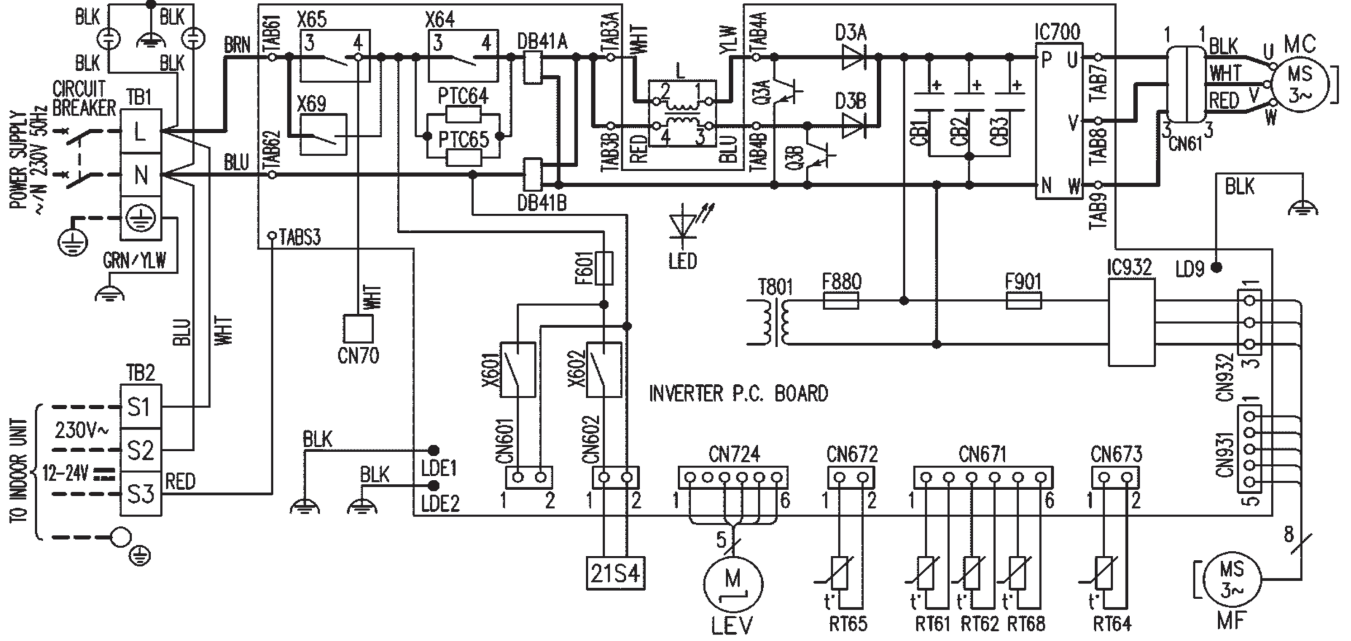 BLK
BLK
BLK
BLK
CIRCUIT
BREAKER
POWER SUPPLY
~/N 230V 50Hz
TB1
L
N
GRN/YLW
BRN
BLU
TAB61
TAB62
TABS3
X65
3 4
X69
3
X64
3 4
PTC64
PTC65
DB41A
DB41B
TAB3A
WHT
TAB3B
RED
L
2 1
4 3
YLW
TAB4A
BLU
TAB4B
Q3A
Q3B
D3A
D3B
CB1
CB2
CB3
+
+
+
IC700
P U
V
N W
TAB7
TAB8
TAB9
1 1
3 3
CN61
BLK
WHT
RED
U
V
W
MC
MS
3~
LED
BLK
LD9
T801
F880
F901
IC932
1
3
CN932
1
5
CN931
BLU
WHT
WHT
CN70
F601
X601
X602
INVERTER P.C. BOARD
TB2
S1
S2
S3
TO INDOOR UNIT
230V~
12-24V
RED
BLK
BLK
LDE1
LDE2
CN601
1 2
CN602
1 2
21S4
CN724
1 6
5
M
LEV
CN672
1 2
t°
RT65
CN671
1 6
t°
RT61
t°
RT62
t°
RT68
CN673
1 2
t°
RT64
8
MS
3~
MF